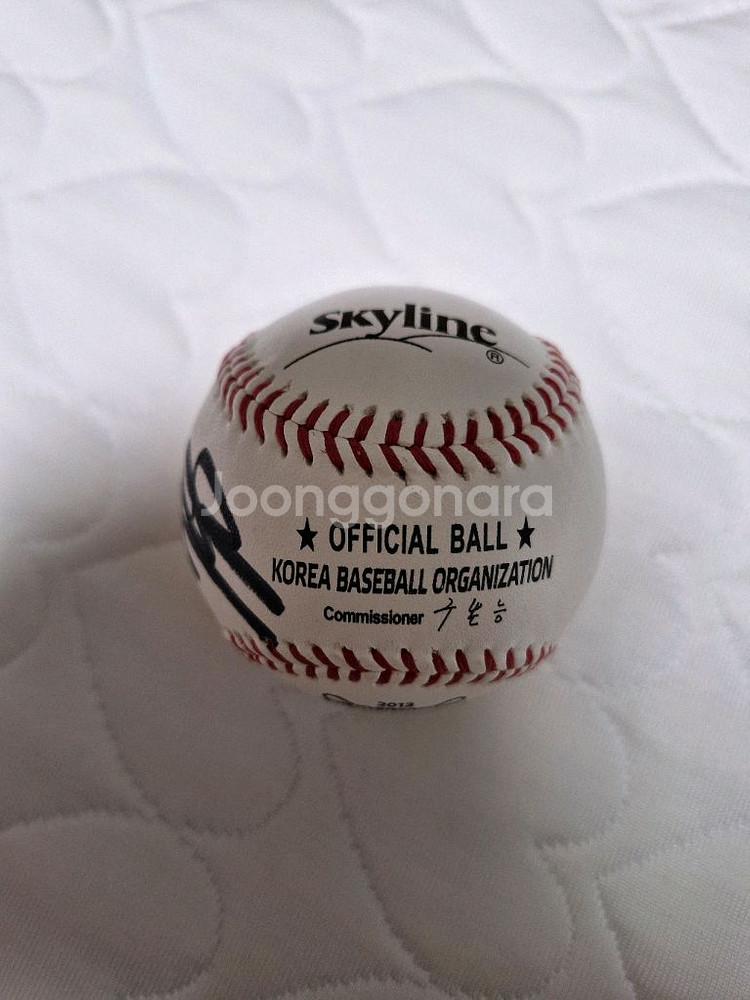 skyline
®
Joonggonara
★ OFFICIAL BALL ★
KOREA BASEBALL ORGANIZATION
Commissioner 구본능